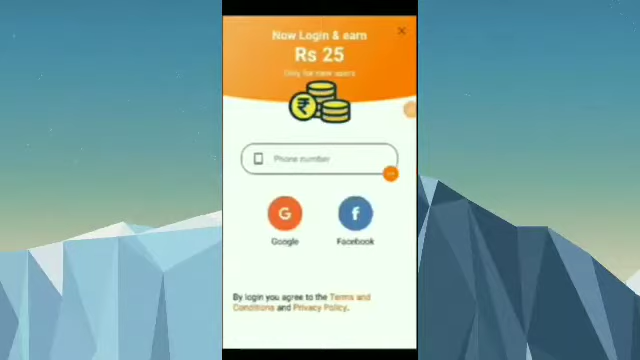 Now Login & earn
Rs 25
Only for new users
₹
Phone number
G
f
Google
Facebook
By login you agree to the Terms and
Conditions and Privacy Policy.